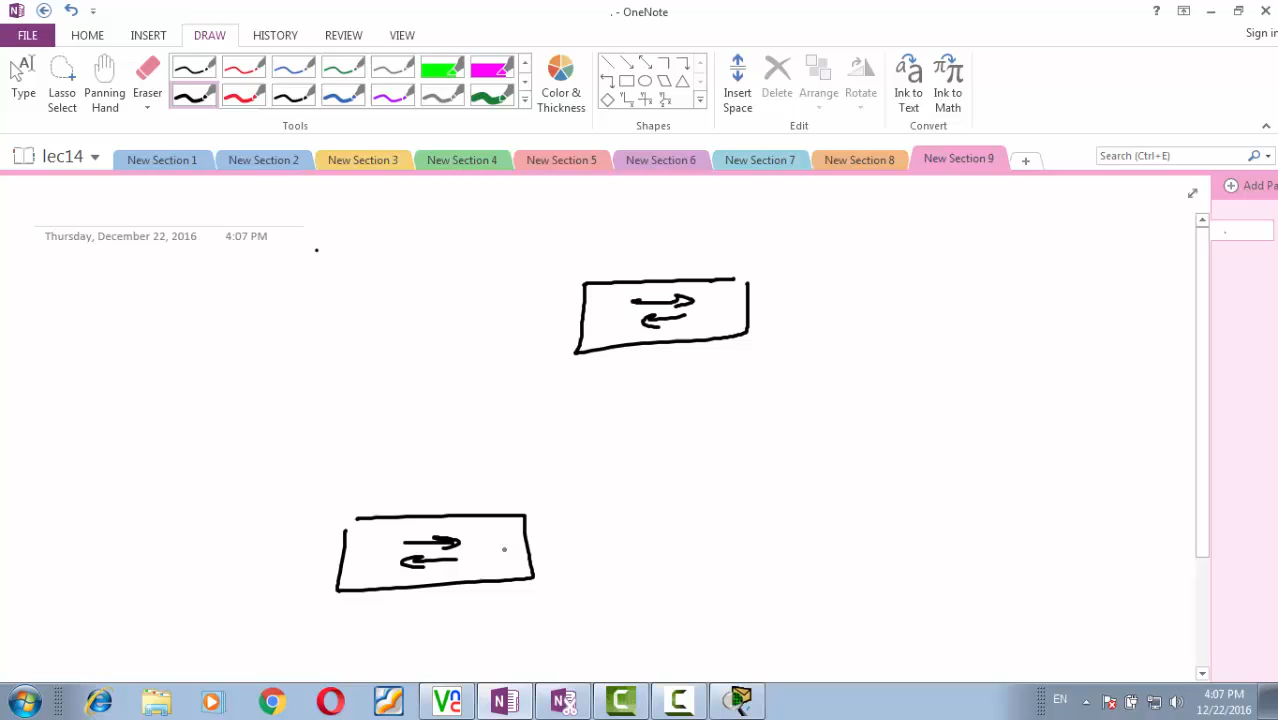 . - OneNote
?
FILE HOME INSERT DRAW HISTORY REVIEW VIEW
Sign in
Type
Lasso Select
Panning Hand
Eraser
Color & Thickness
Insert Space
Delete
Arrange
Rotate
Ink to Text
Ink to Math
Tools
Shapes
Edit
Convert
lec14
New Section 1 New Section 2 New Section 3 New Section 4 New Section 5 New Section 6 New Section 7 New Section 8 New Section 9
Search (Ctrl+E)
Add Pa
Thursday, December 22, 2016 4:07 PM
EN
4:07 PM
12/22/2016